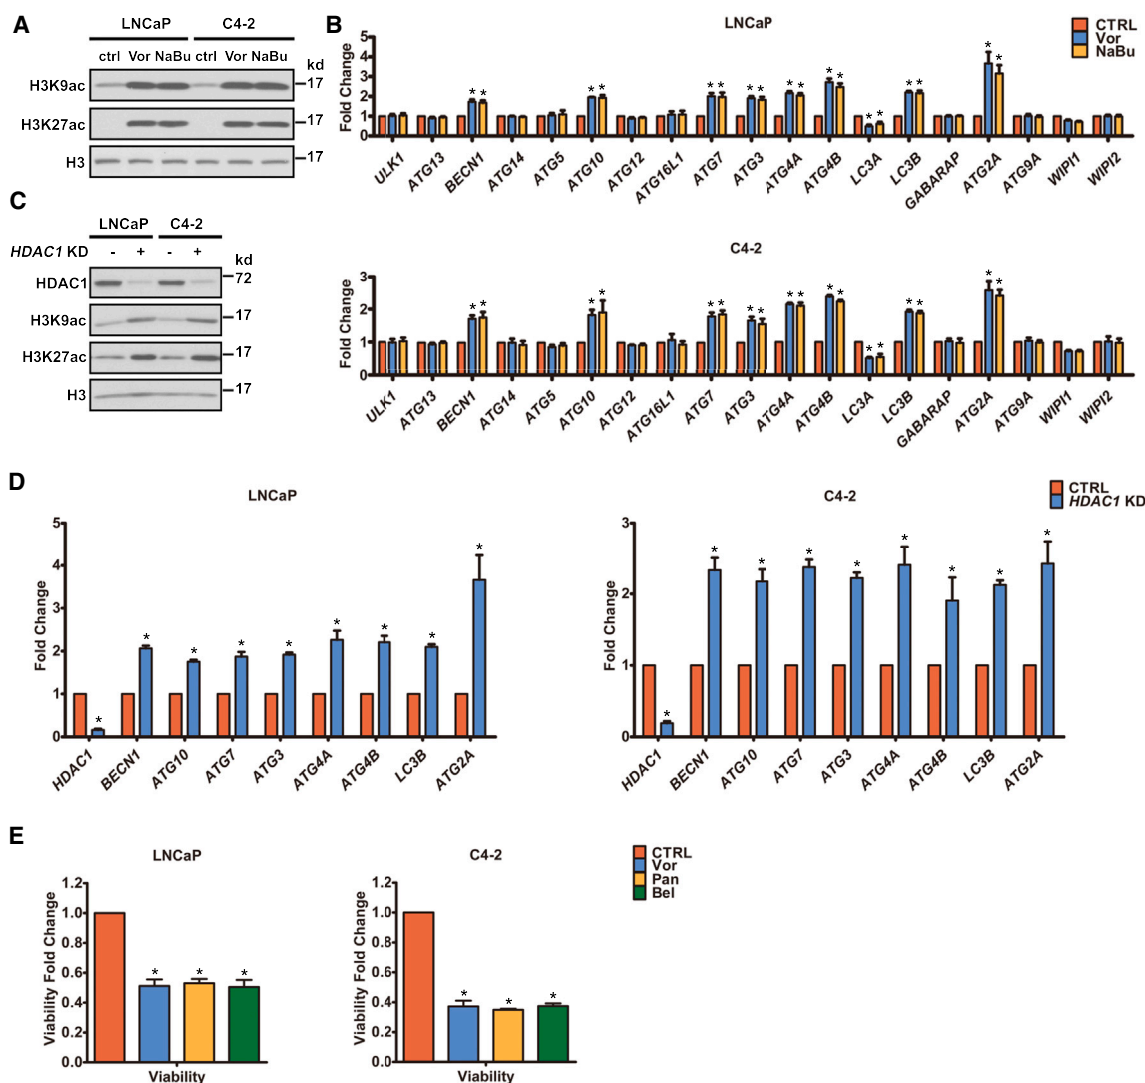 A
LNCaP C4-2
ctrl Vor NaBu ctrl Vor NaBu kd
H3K9ac 17
H3K27ac 17
H3 17
B
LNCaP
CTRL
Vor
NaBu
Fold Change
5
4
3
2
1
0
* * * * * * * * * * * * * * * * * *
ULK1 ATG13 BECN1 ATG14 ATG5 ATG10 ATG12 ATG16L1 ATG7 ATG3 ATG4A ATG4B LC3A LC3B GABARAP ATG2A ATG9A WIPI1 WIPI2
C4-2
Fold Change
3
2
1
0
* * * * * * * * * * * * * * * * * *
ULK1 ATG13 BECN1 ATG14 ATG5 ATG10 ATG12 ATG16L1 ATG7 ATG3 ATG4A ATG4B LC3A LC3B GABARAP ATG2A ATG9A WIPI1 WIPI2
C
LNCaP C4-2
HDAC1 KD - + - + kd
HDAC1 72
H3K9ac 17
H3K27ac 17
H3 17
D
LNCaP
Fold Change
5
4
3
2
1
0
* * * * * * * * *
HDAC1 BECN1 ATG10 ATG7 ATG3 ATG4A ATG4B LC3B ATG2A
C4-2
CTRL
HDAC1 KD
Fold Change
3
2
1
0
* * * * * * * * *
HDAC1 BECN1 ATG10 ATG7 ATG3 ATG4A ATG4B LC3B ATG2A
E
LNCaP
Viability Fold Change
1.2
1.0
0.8
0.6
0.4
0.2
0.0
* * *
Viability
C4-2
Viability Fold Change
1.2
1.0
0.8
0.6
0.4
0.2
0.0
* * *
Viability
CTRL
Vor
Pan
Bel